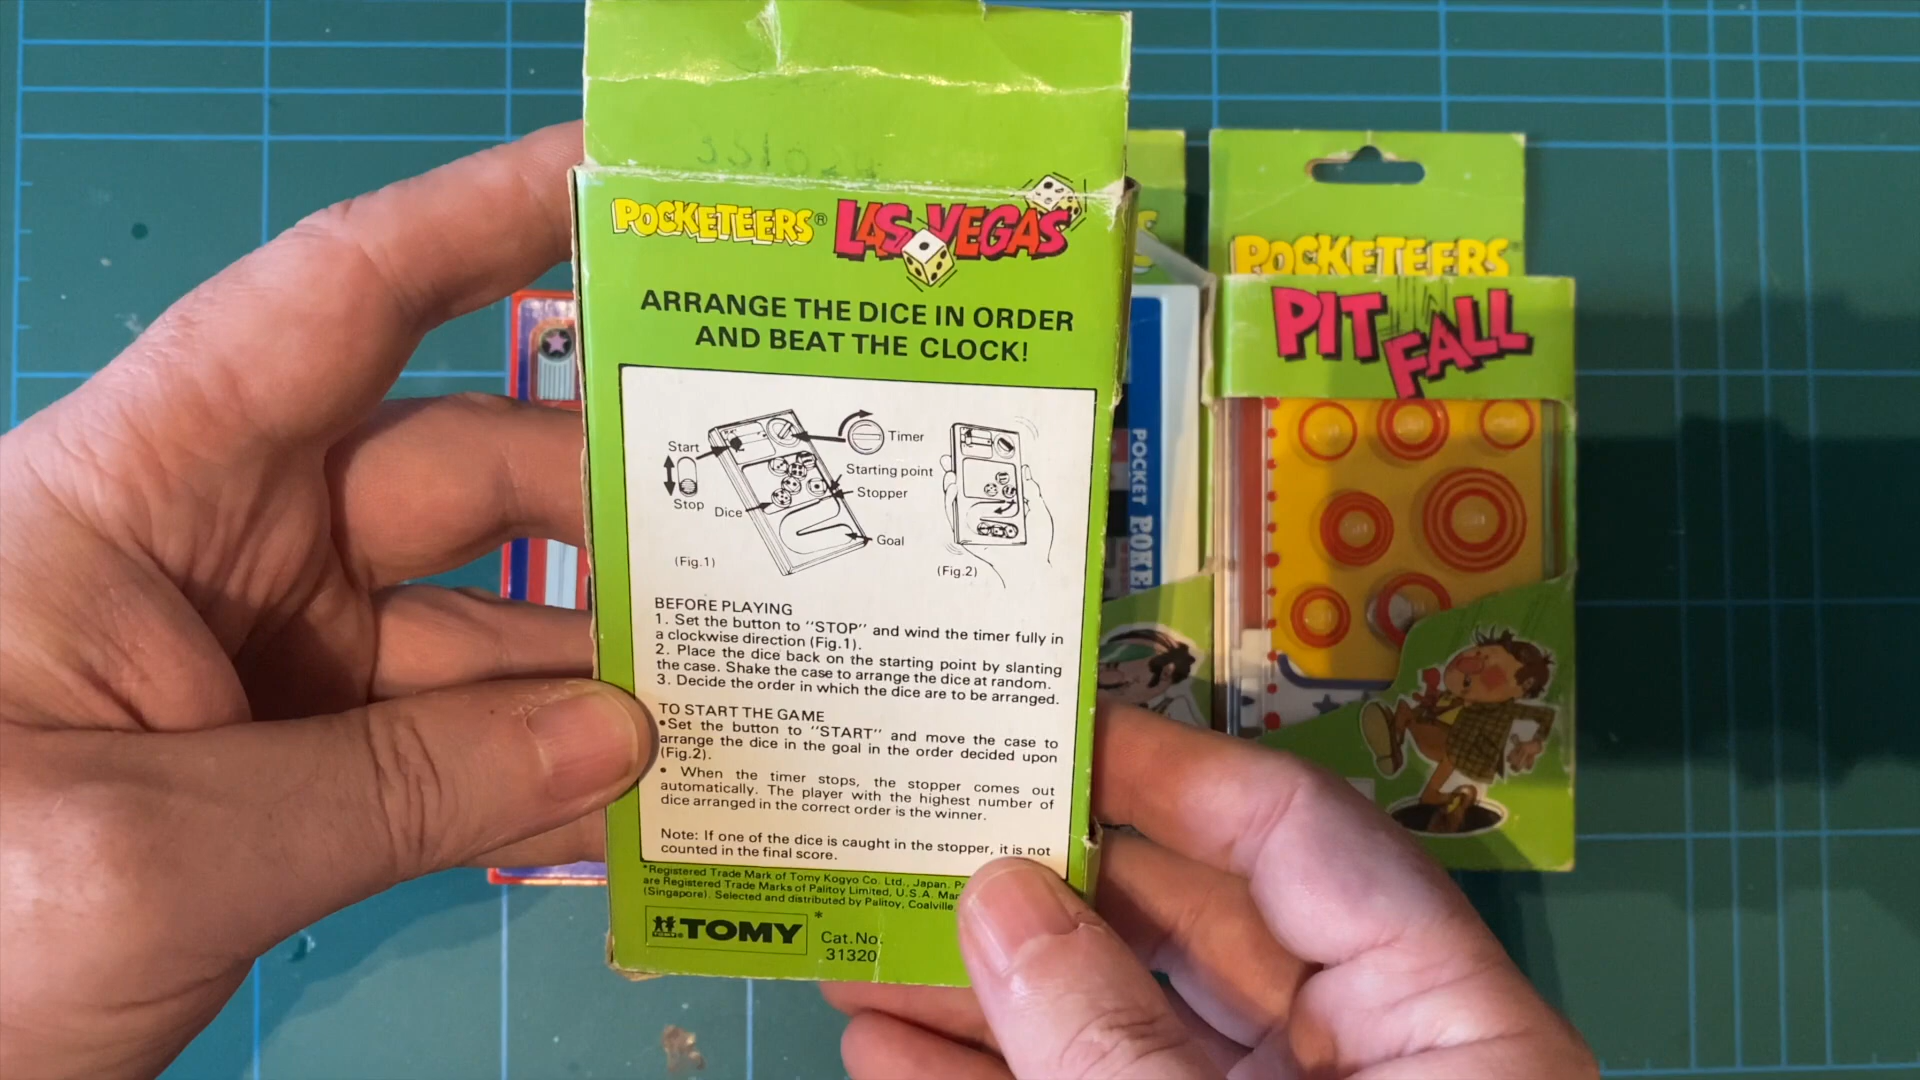 POCKETEERS® LAS VEGAS
ARRANGE THE DICE IN ORDER
AND BEAT THE CLOCK!
Start
Stop
Dice
Timer
Starting point
Stopper
Goal
(Fig.1)
(Fig.2)
BEFORE PLAYING
1. Set the button to "STOP" and wind the timer fully in
a clockwise direction (Fig.1).
2. Place the dice back on the starting point by slanting
the case. Shake the case to arrange the dice at random.
3. Decide the order in which the dice are to be arranged.
TO START THE GAME
•Set the button to "START" and move the case to
arrange the dice in the goal in the order decided upon
(Fig.2).
• When the timer stops, the stopper comes out
automatically. The player with the highest number of
dice arranged in the correct order is the winner.
Note: If one of the dice is caught in the stopper, it is not
counted in the final score.
*Registered Trade Mark of Tomy Kogyo Co. Ltd., Japan.
are Registered Trade Marks of Palitoy Limited, U.S.A.
(Singapore). Selected and distributed by Palitoy, Coalville
TOMY*
Cat.No.
31320
POCKET
POCKETEERS
PIT
FALL